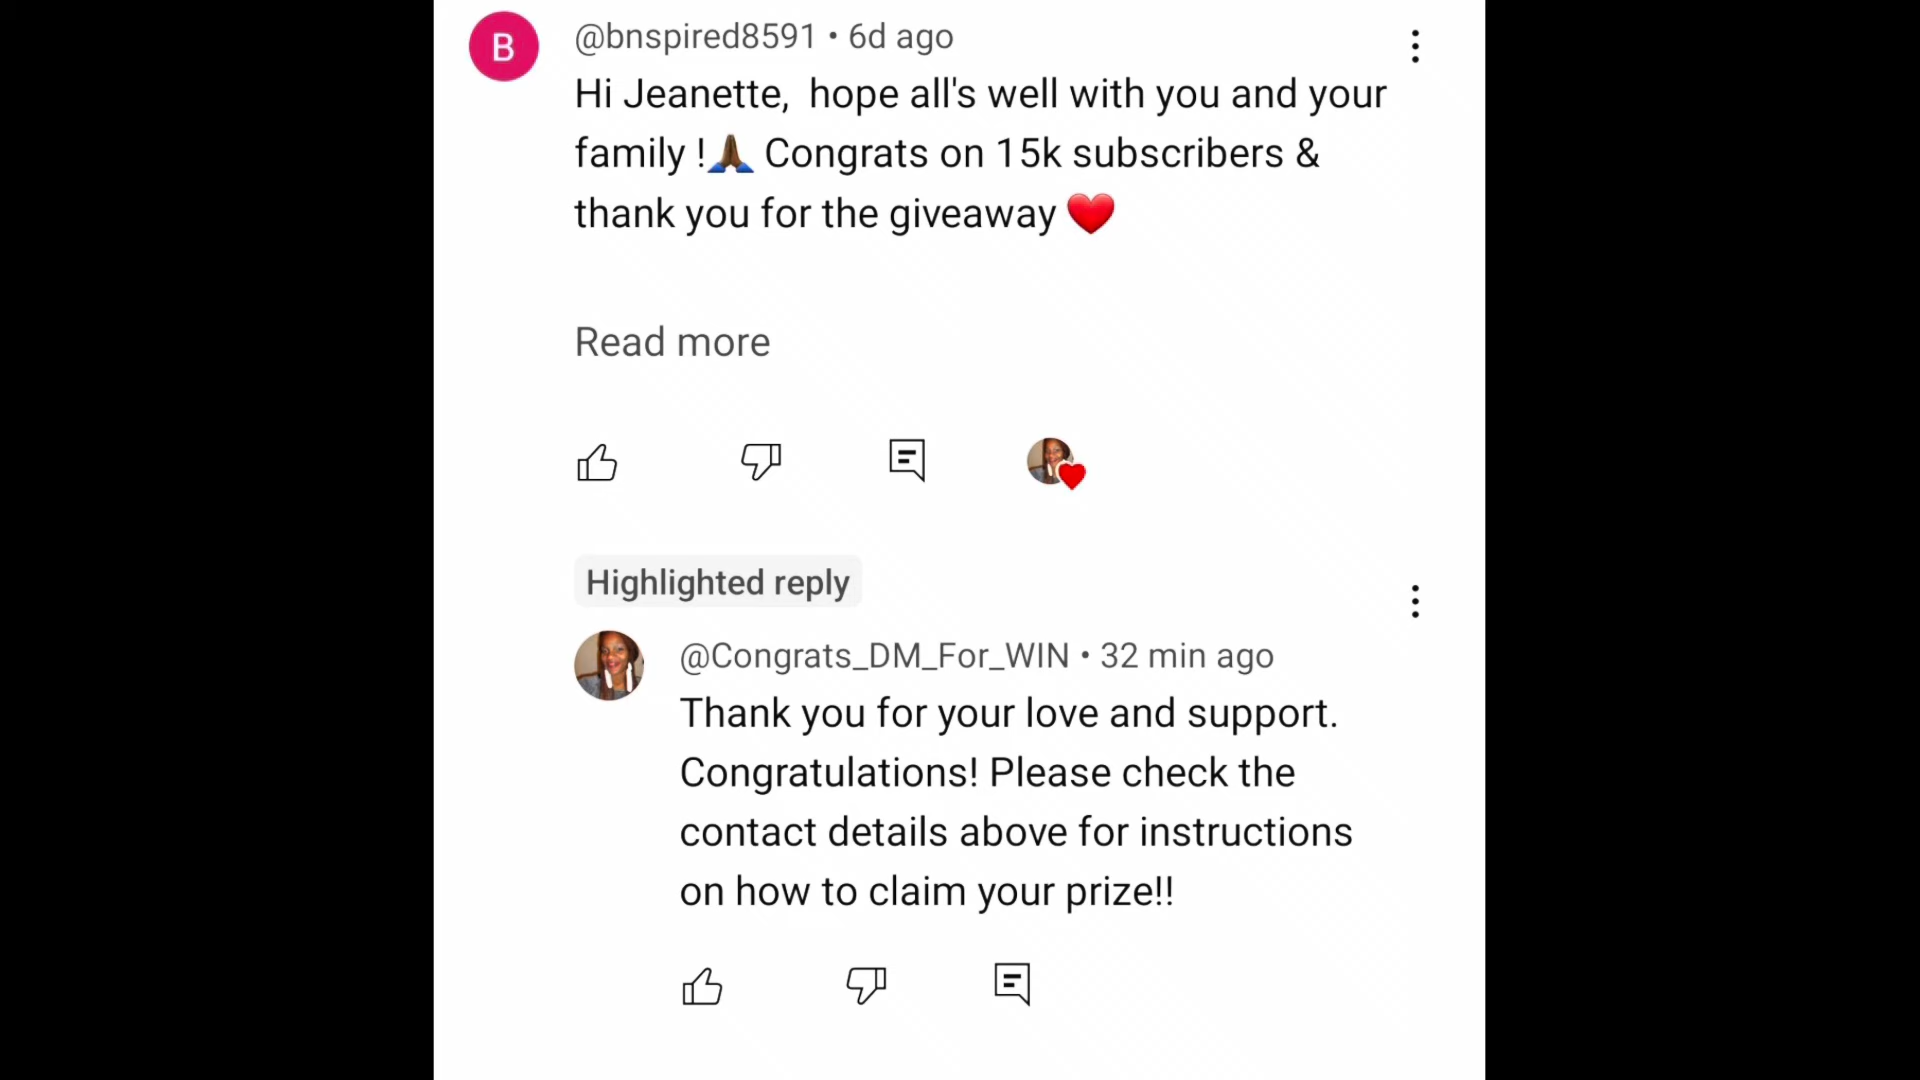 B
@bnspired8591 • 6d ago
Hi Jeanette,  hope all's well with you and your
family !🙏🏾 Congrats on 15k subscribers &
thank you for the giveaway ❤️
Read more
Highlighted reply
@Congrats_DM_For_WIN • 32 min ago
Thank you for your love and support.
Congratulations! Please check the
contact details above for instructions
on how to claim your prize!!